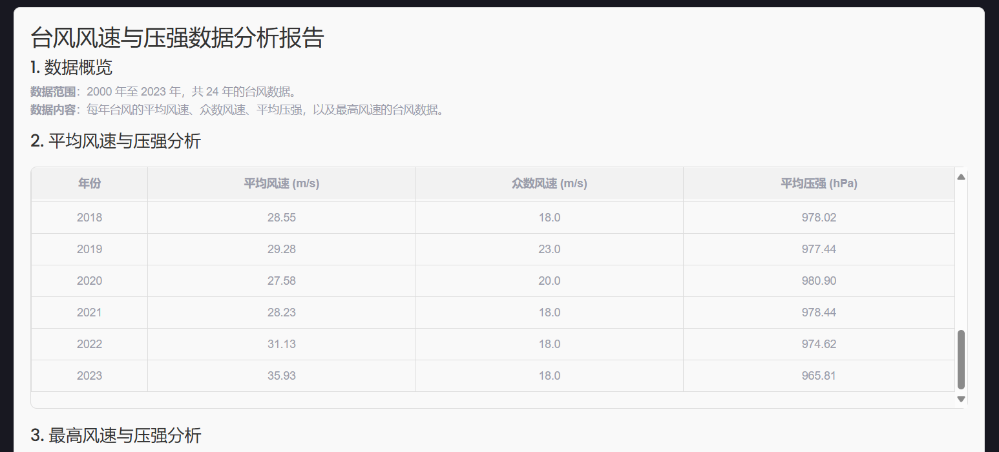 台风风速与压强数据分析报告
1. 数据概览
数据范围：2000 年至 2023 年，共 24 年的台风数据。
数据内容：每年台风的平均风速、众数风速、平均压强，以及最高风速的台风数据。
2. 平均风速与压强分析
年份 平均风速 (m/s) 众数风速 (m/s) 平均压强 (hPa)
2018 28.55 18.0 978.02
2019 29.28 23.0 977.44
2020 27.58 20.0 980.90
2021 28.23 18.0 978.44
2022 31.13 18.0 974.62
2023 35.93 18.0 965.81
3. 最高风速与压强分析